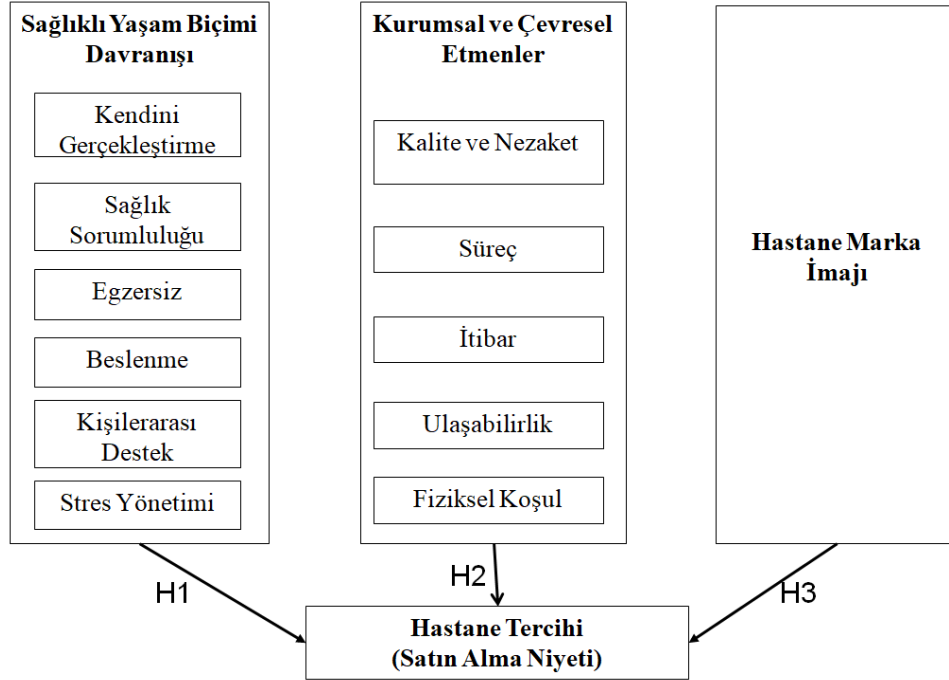 Sağlıklı Yaşam Biçimi
Davranışı
Kendini
Gerçekleştirme
Sağlık
Sorumluluğu
Egzersiz
Beslenme
Kişilerarası
Destek
Stres Yönetimi
Kurumsal ve Çevresel
Etmenler
Kalite ve Nezaket
Süreç
İtibar
Ulaşabilirlik
Fiziksel Koşul
Hastane Marka
İmajı
H1
H2
H3
Hastane Tercihi
(Satın Alma Niyeti)